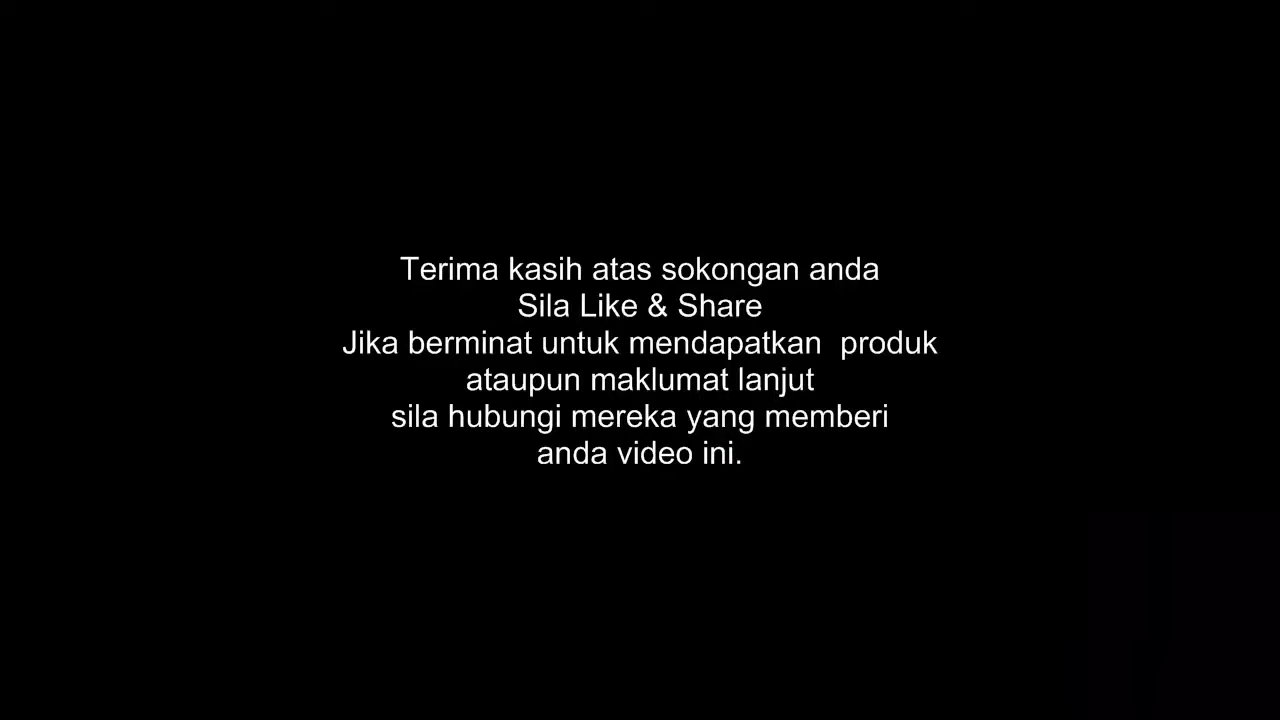 Terima kasih atas sokongan anda
Sila Like & Share
Jika berminat untuk mendapatkan  produk
ataupun maklumat lanjut
sila hubungi mereka yang memberi
anda video ini.